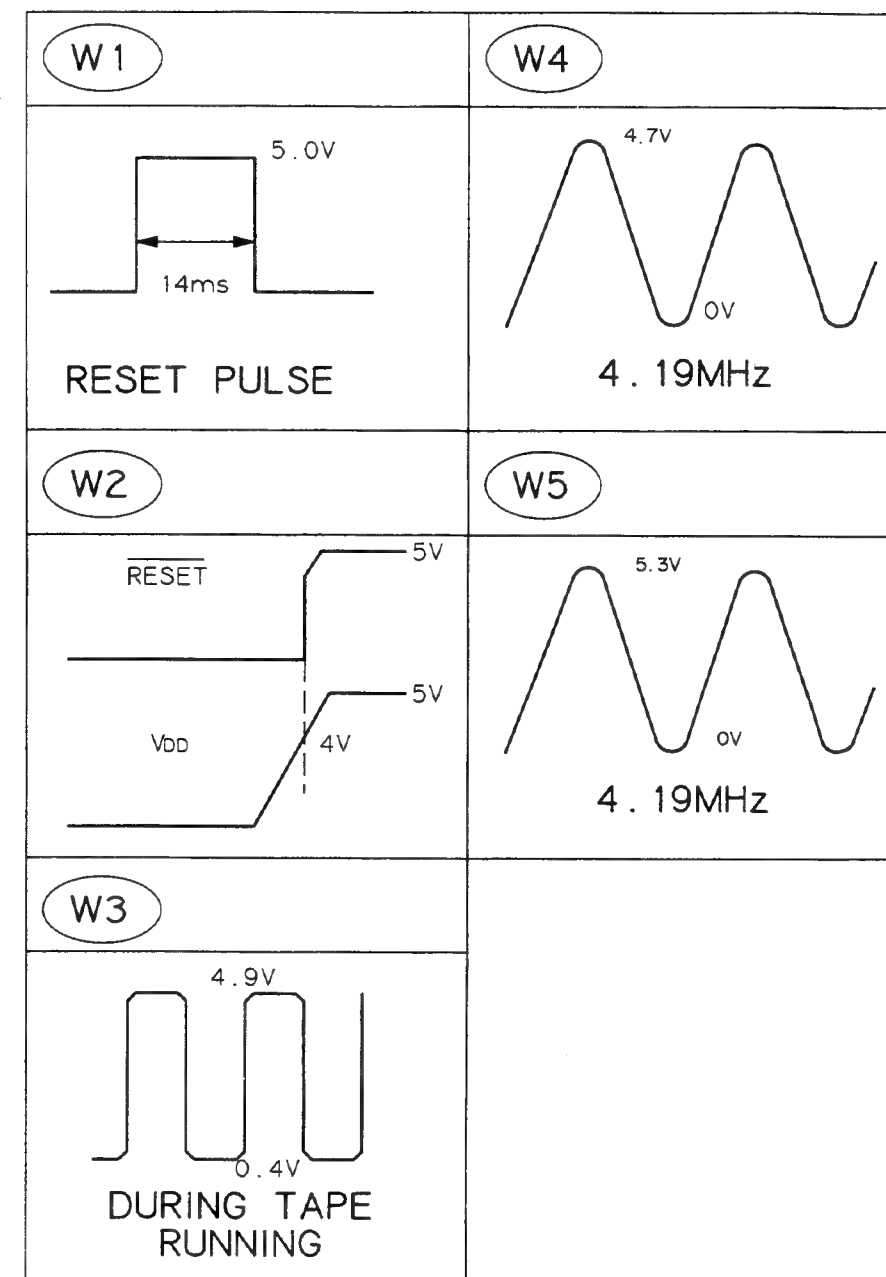 W1
5.0V
14ms
RESET PULSE
W2
RESET
5V
5V
VDD
4V
W3
4.9V
0.4V
DURING TAPE
RUNNING
W4
4.7V
0V
4.19MHz
W5
5.3V
0V
4.19MHz